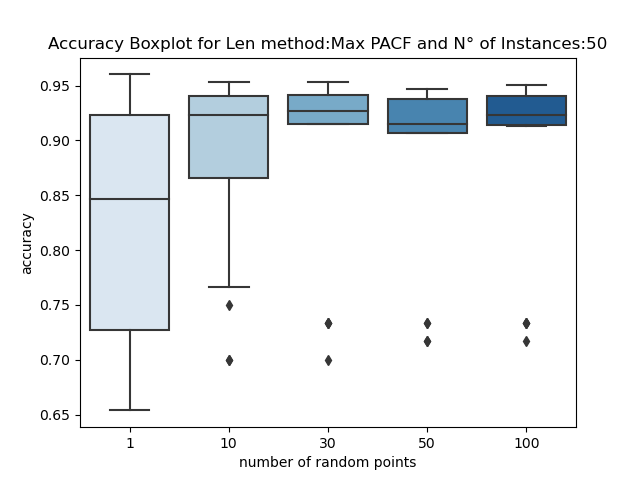 Accuracy Boxplot for Len method:Max PACF and N° of Instances:50
0.95
0.90
0.85
0.80
0.75
0.70
0.65
accuracy
1 10 30 50 100
number of random points